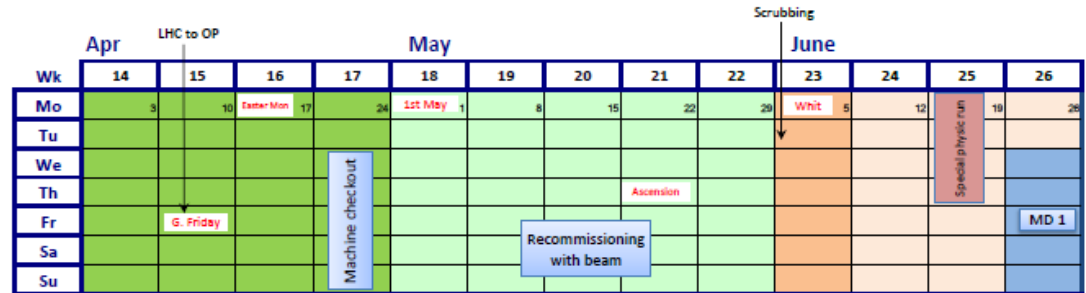 Scrubbing
LHC to OP
Apr May June
Wk 14 15 16 17 18 19 20 21 22 23 24 25 26
Mo 3 10 Easter Mon 17 24 1st May 1 8 15 22 29 Whit 5 12 19 26
Tu
We
Th Ascension
Fr G. Friday MD 1
Sa
Su
Machine checkout
Recommissioning
with beam
Special physic run